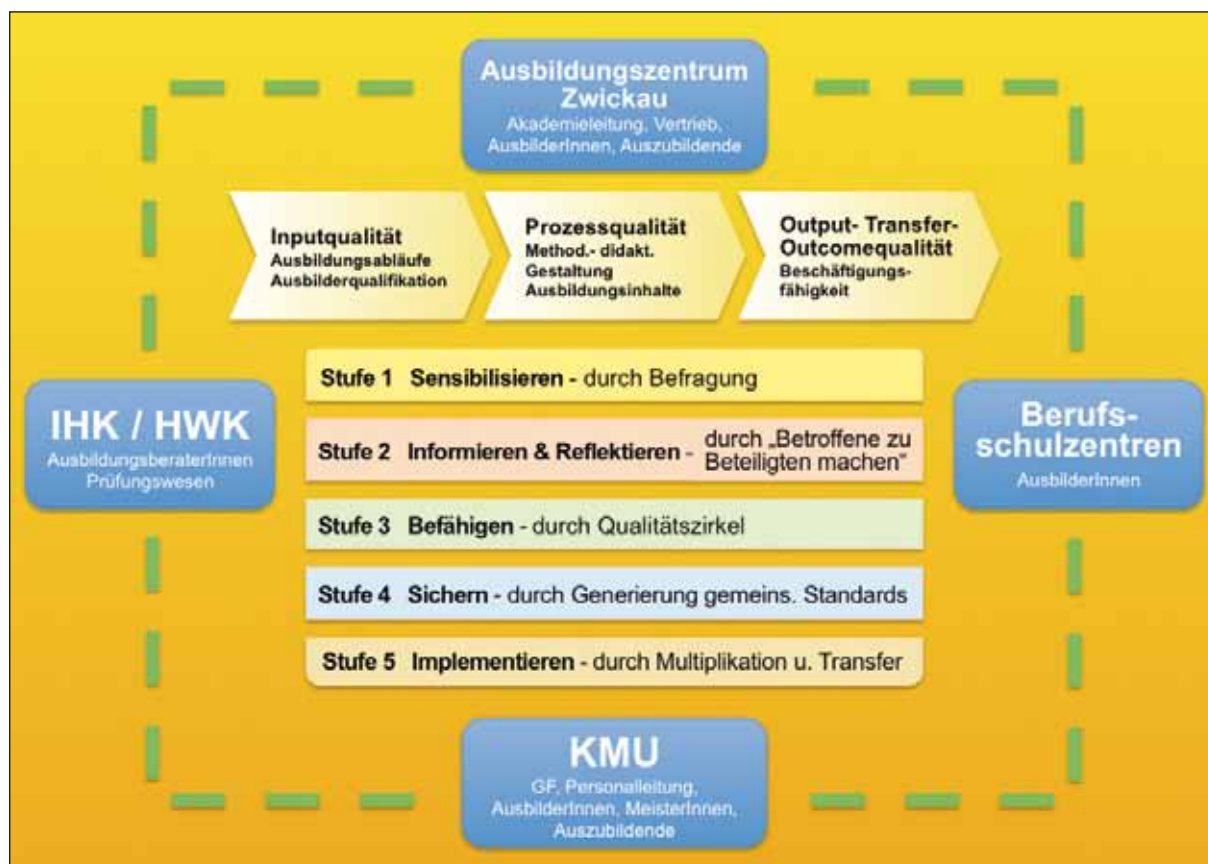 Ausbildungszentrum
Zwickau
Akademieleitung, Vertrieb,
AusbilderInnen, Auszubildende
Inputqualität
Ausbildungsabläufe
Ausbilderqualifikation
Prozessqualität
Method.- didakt.
Gestaltung
Ausbildungsinhalte
Output- Transfer-
Outcomequalität
Beschäftigungs-
fähigkeit
IHK / HWK
AusbildungsberaterInnen
Prüfungswesen
Stufe 1 Sensibilisieren - durch Befragung
Stufe 2 Informieren & Reflektieren - durch „Betroffene zu
Beteiligten machen“
Stufe 3 Befähigen - durch Qualitätszirkel
Stufe 4 Sichern - durch Generierung gemeins. Standards
Stufe 5 Implementieren - durch Multiplikation u. Transfer
Berufs-
schulzentren
AusbilderInnen
KMU
GF, Personalleitung,
AusbilderInnen, MeisterInnen,
Auszubildende